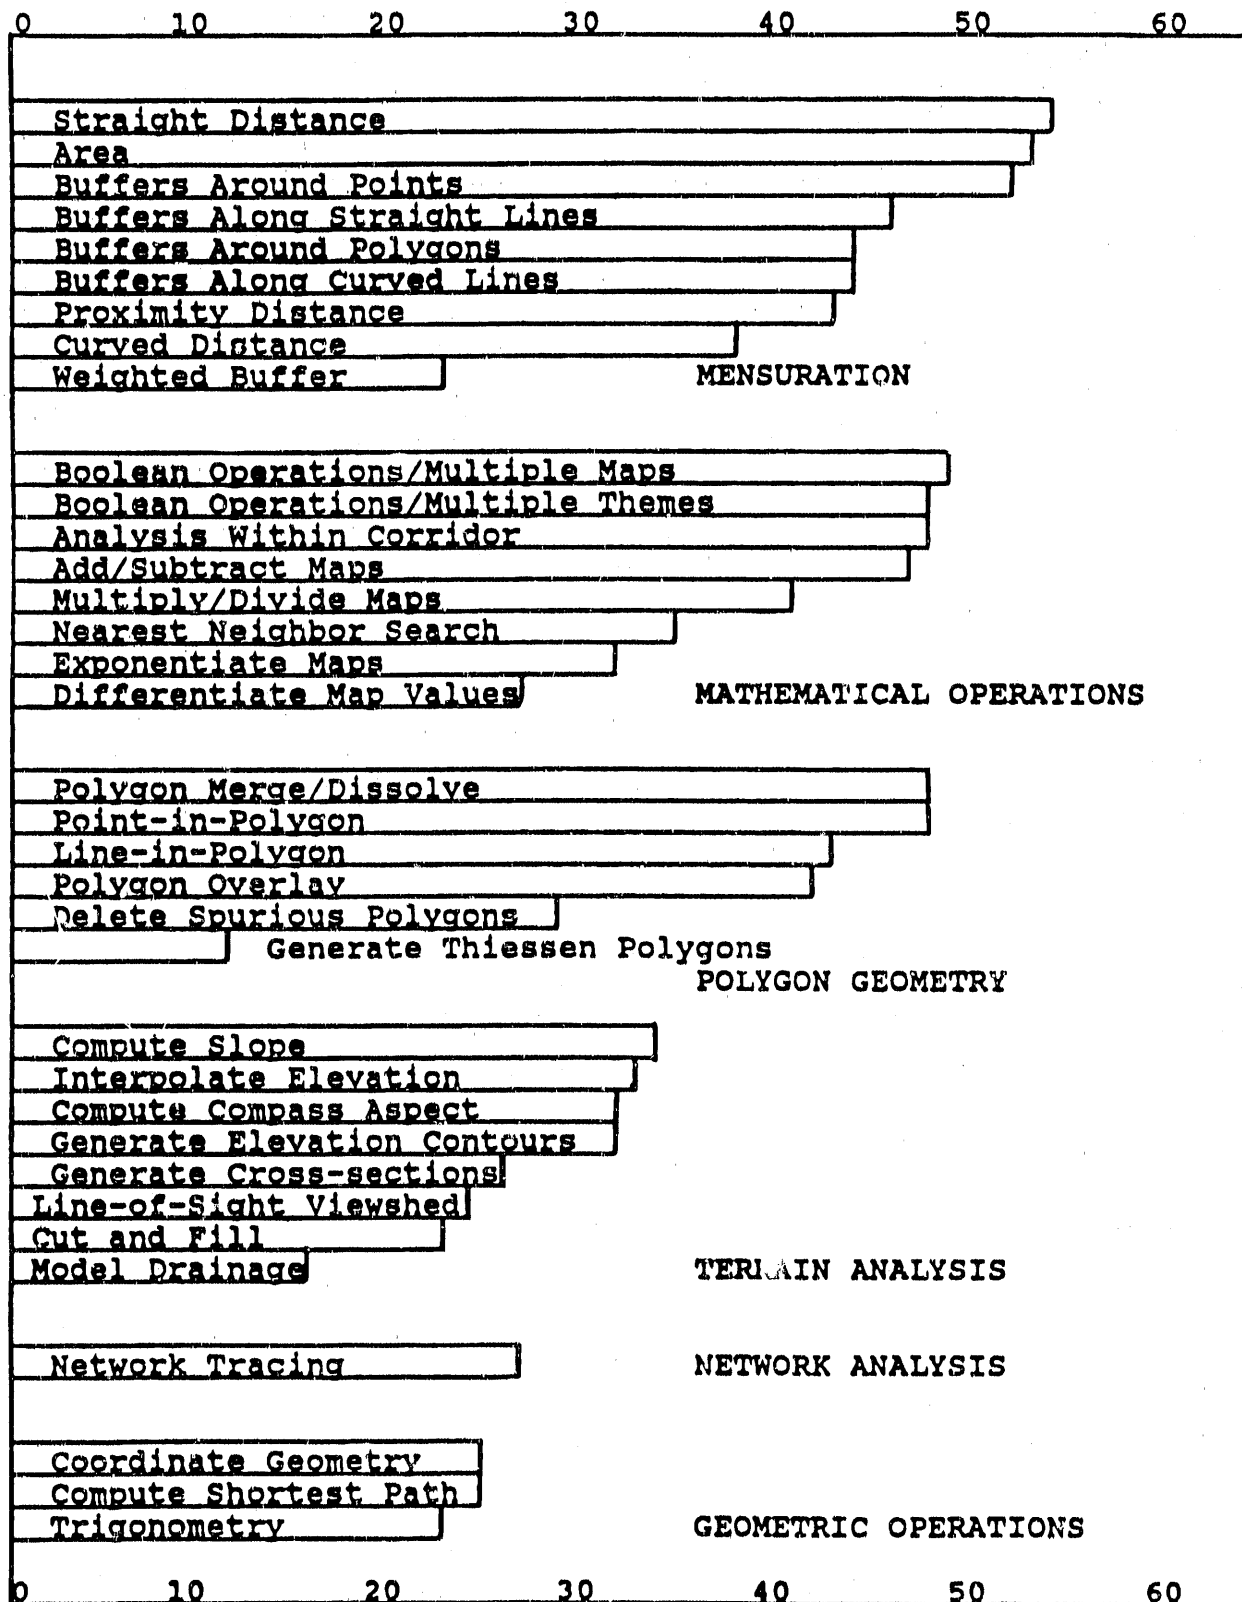 0 10 20 30 40 50 60
Straight Distance
Area
Buffers Around Points
Buffers Along Straight Lines
Buffers Around Polygons
Buffers Along Curved Lines
Proximity Distance
Curved Distance
Weighted Buffer MENSURATION
Boolean Operations/Multiple Maps
Boolean Operations/Multiple Themes
Analysis Within Corridor
Add/Subtract Maps
Multiply/Divide Maps
Nearest Neighbor Search
Exponentiate Maps
Differentiate Map Values MATHEMATICAL OPERATIONS
Polygon Merge/Dissolve
Point-in-Polygon
Line-in-Polygon
Polygon Overlay
Delete Spurious Polygons
Generate Thiessen Polygons
POLYGON GEOMETRY
Compute Slope
Interpolate Elevation
Compute Compass Aspect
Generate Elevation Contours
Generate Cross-sections
Line-of-Sight Viewshed
Cut and Fill
Model Drainage TERRAIN ANALYSIS
Network Tracing NETWORK ANALYSIS
Coordinate Geometry
Compute Shortest Path
Trigonometry GEOMETRIC OPERATIONS
0 10 20 30 40 50 60